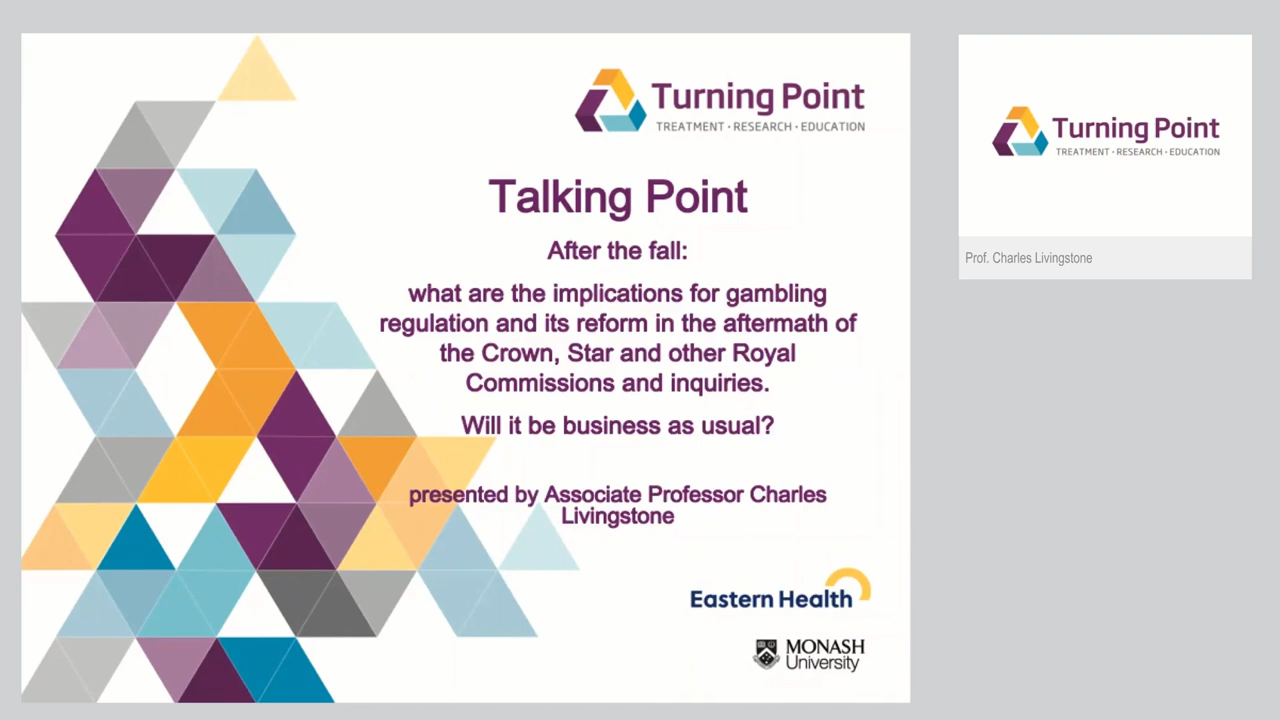 Turning Point
TREATMENT · RESEARCH · EDUCATION
Talking Point
After the fall:
what are the implications for gambling
regulation and its reform in the aftermath of
the Crown, Star and other Royal
Commissions and inquiries.
Will it be business as usual?
presented by Associate Professor Charles
Livingstone
Eastern Health
MONASH
University
Turning Point
TREATMENT · RESEARCH · EDUCATION
Prof. Charles Livingstone